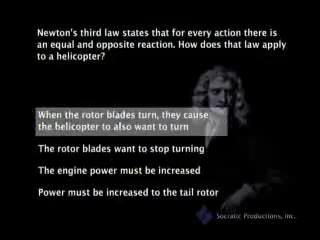 Newton's third law states that for every action there is
an equal and opposite reaction. How does that law apply
to a helicopter?
When the rotor blades turn, they cause
the helicopter to also want to turn
The rotor blades want to stop turning
The engine power must be increased
Power must be increased to the tail rotor
Socratic Productions, Inc.